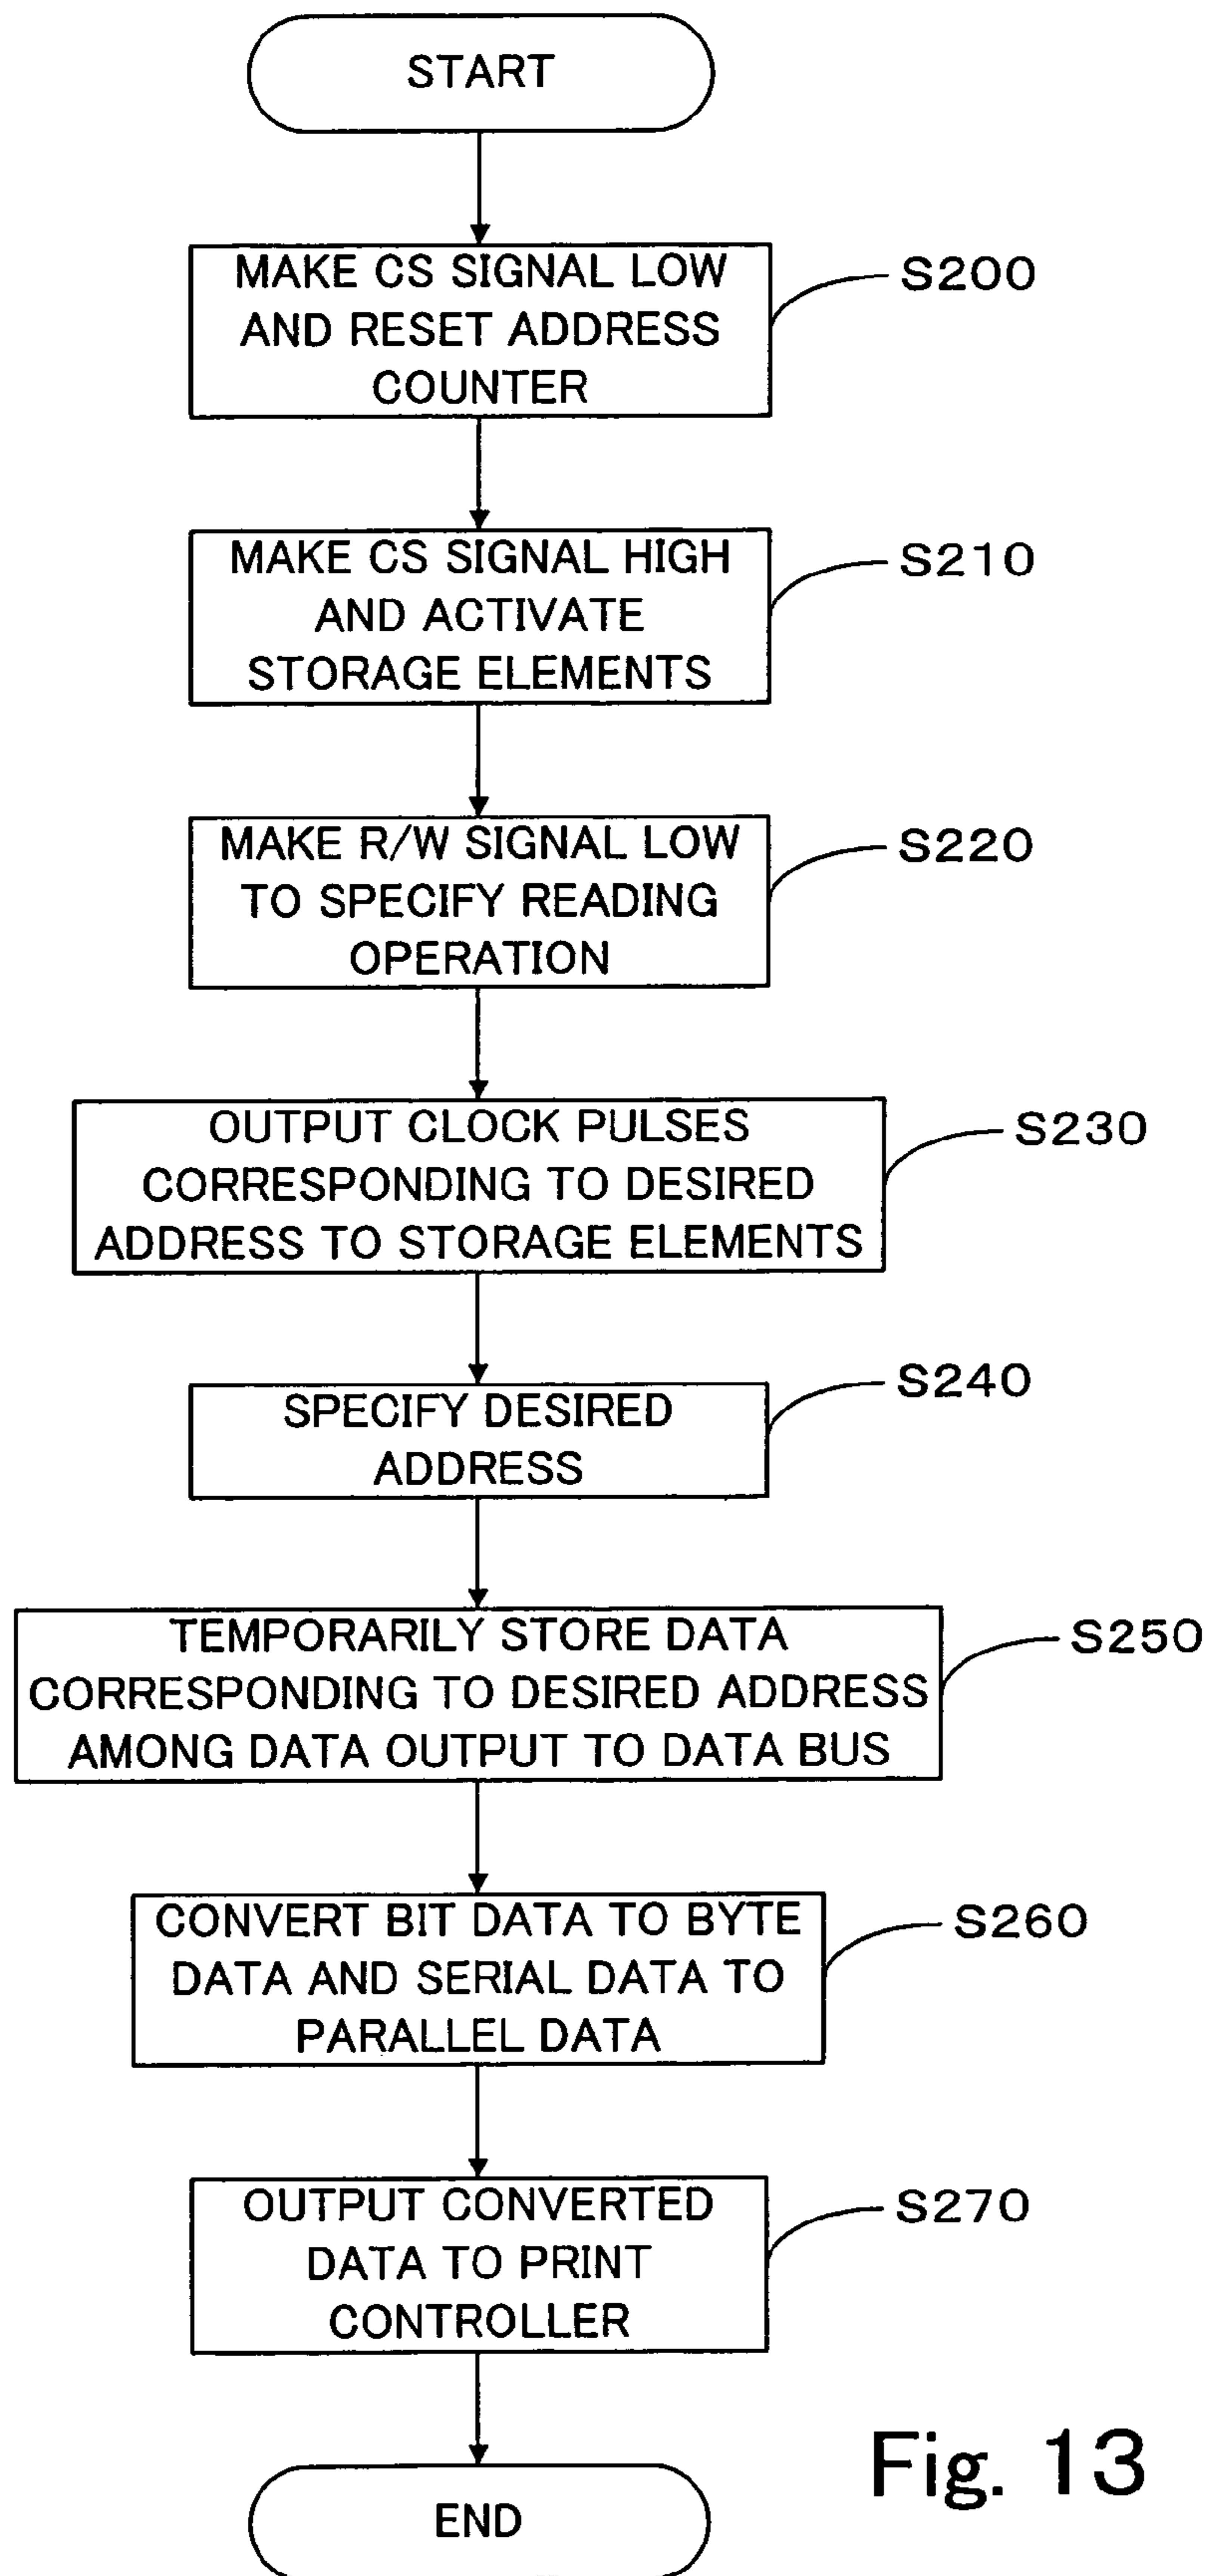 START
MAKE CS SIGNAL LOW
AND RESET ADDRESS
COUNTER
S200
MAKE CS SIGNAL HIGH
AND ACTIVATE
STORAGE ELEMENTS
S210
MAKE R/W SIGNAL LOW
TO SPECIFY READING
OPERATION
S220
OUTPUT CLOCK PULSES
CORRESPONDING TO DESIRED
ADDRESS TO STORAGE ELEMENTS
S230
SPECIFY DESIRED
ADDRESS
S240
TEMPORARILY STORE DATA
CORRESPONDING TO DESIRED ADDRESS
AMONG DATA OUTPUT TO DATA BUS
S250
CONVERT BIT DATA TO BYTE
DATA AND SERIAL DATA TO
PARALLEL DATA
S260
OUTPUT CONVERTED
DATA TO PRINT
CONTROLLER
S270
END
Fig. 13